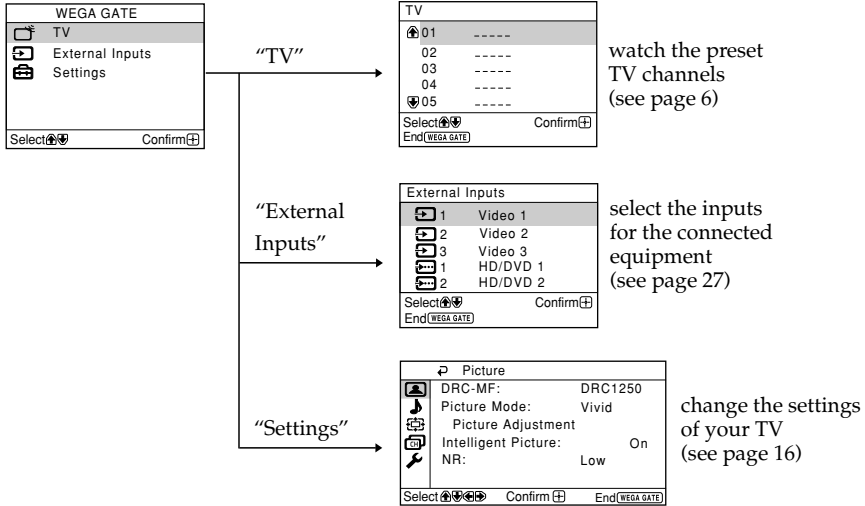 WEGA GATE
TV
External Inputs
Settings
Select Confirm
"TV"
TV
01 -----
02 -----
03 -----
04 -----
05 -----
Select Confirm
End WEGA GATE
watch the preset
TV channels
(see page 6)
"External
Inputs"
External Inputs
1 Video 1
2 Video 2
3 Video 3
1 HD/DVD 1
2 HD/DVD 2
Select Confirm
End WEGA GATE
select the inputs
for the connected
equipment
(see page 27)
"Settings"
Picture
DRC-MF: DRC1250
Picture Mode: Vivid
Picture Adjustment
CH
Intelligent Picture: On
NR: Low
Select Confirm End WEGA GATE
change the settings
of your TV
(see page 16)